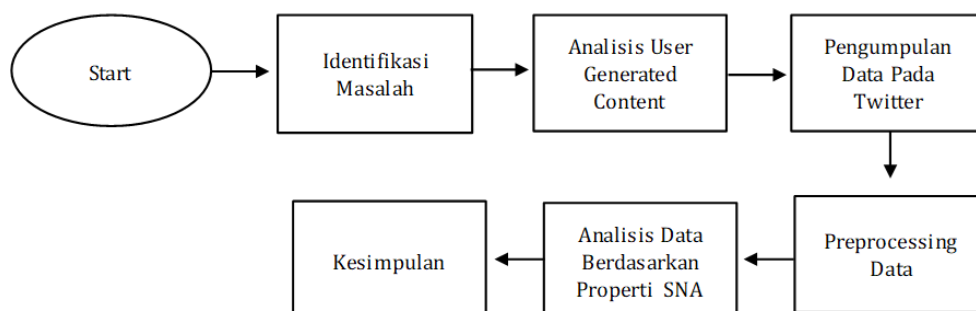 Start
Identifikasi
Masalah
Analisis User
Generated
Content
Pengumpulan
Data Pada
Twitter
Preprocessing
Data
Analisis Data
Berdasarkan
Properti SNA
Kesimpulan